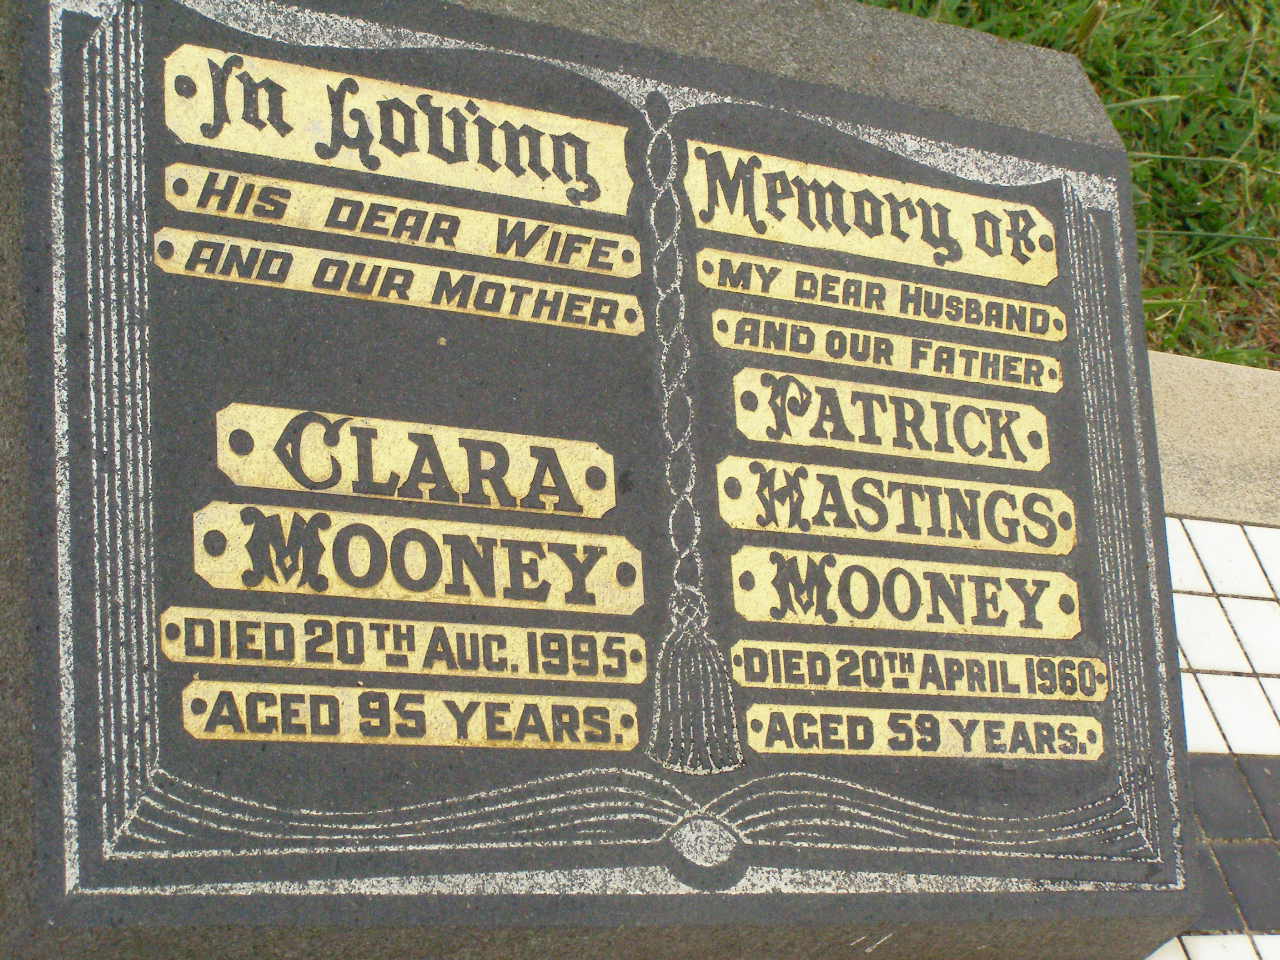 In Loving Memory of
HIS DEAR WIFE
AND OUR MOTHER
CLARA
MOONEY
DIED 20TH AUG. 1995
AGED 95 YEARS.
MY DEAR HUSBAND
AND OUR FATHER
PATRICK
HASTINGS
MOONEY
DIED 20TH APRIL 1960
AGED 59 YEARS.